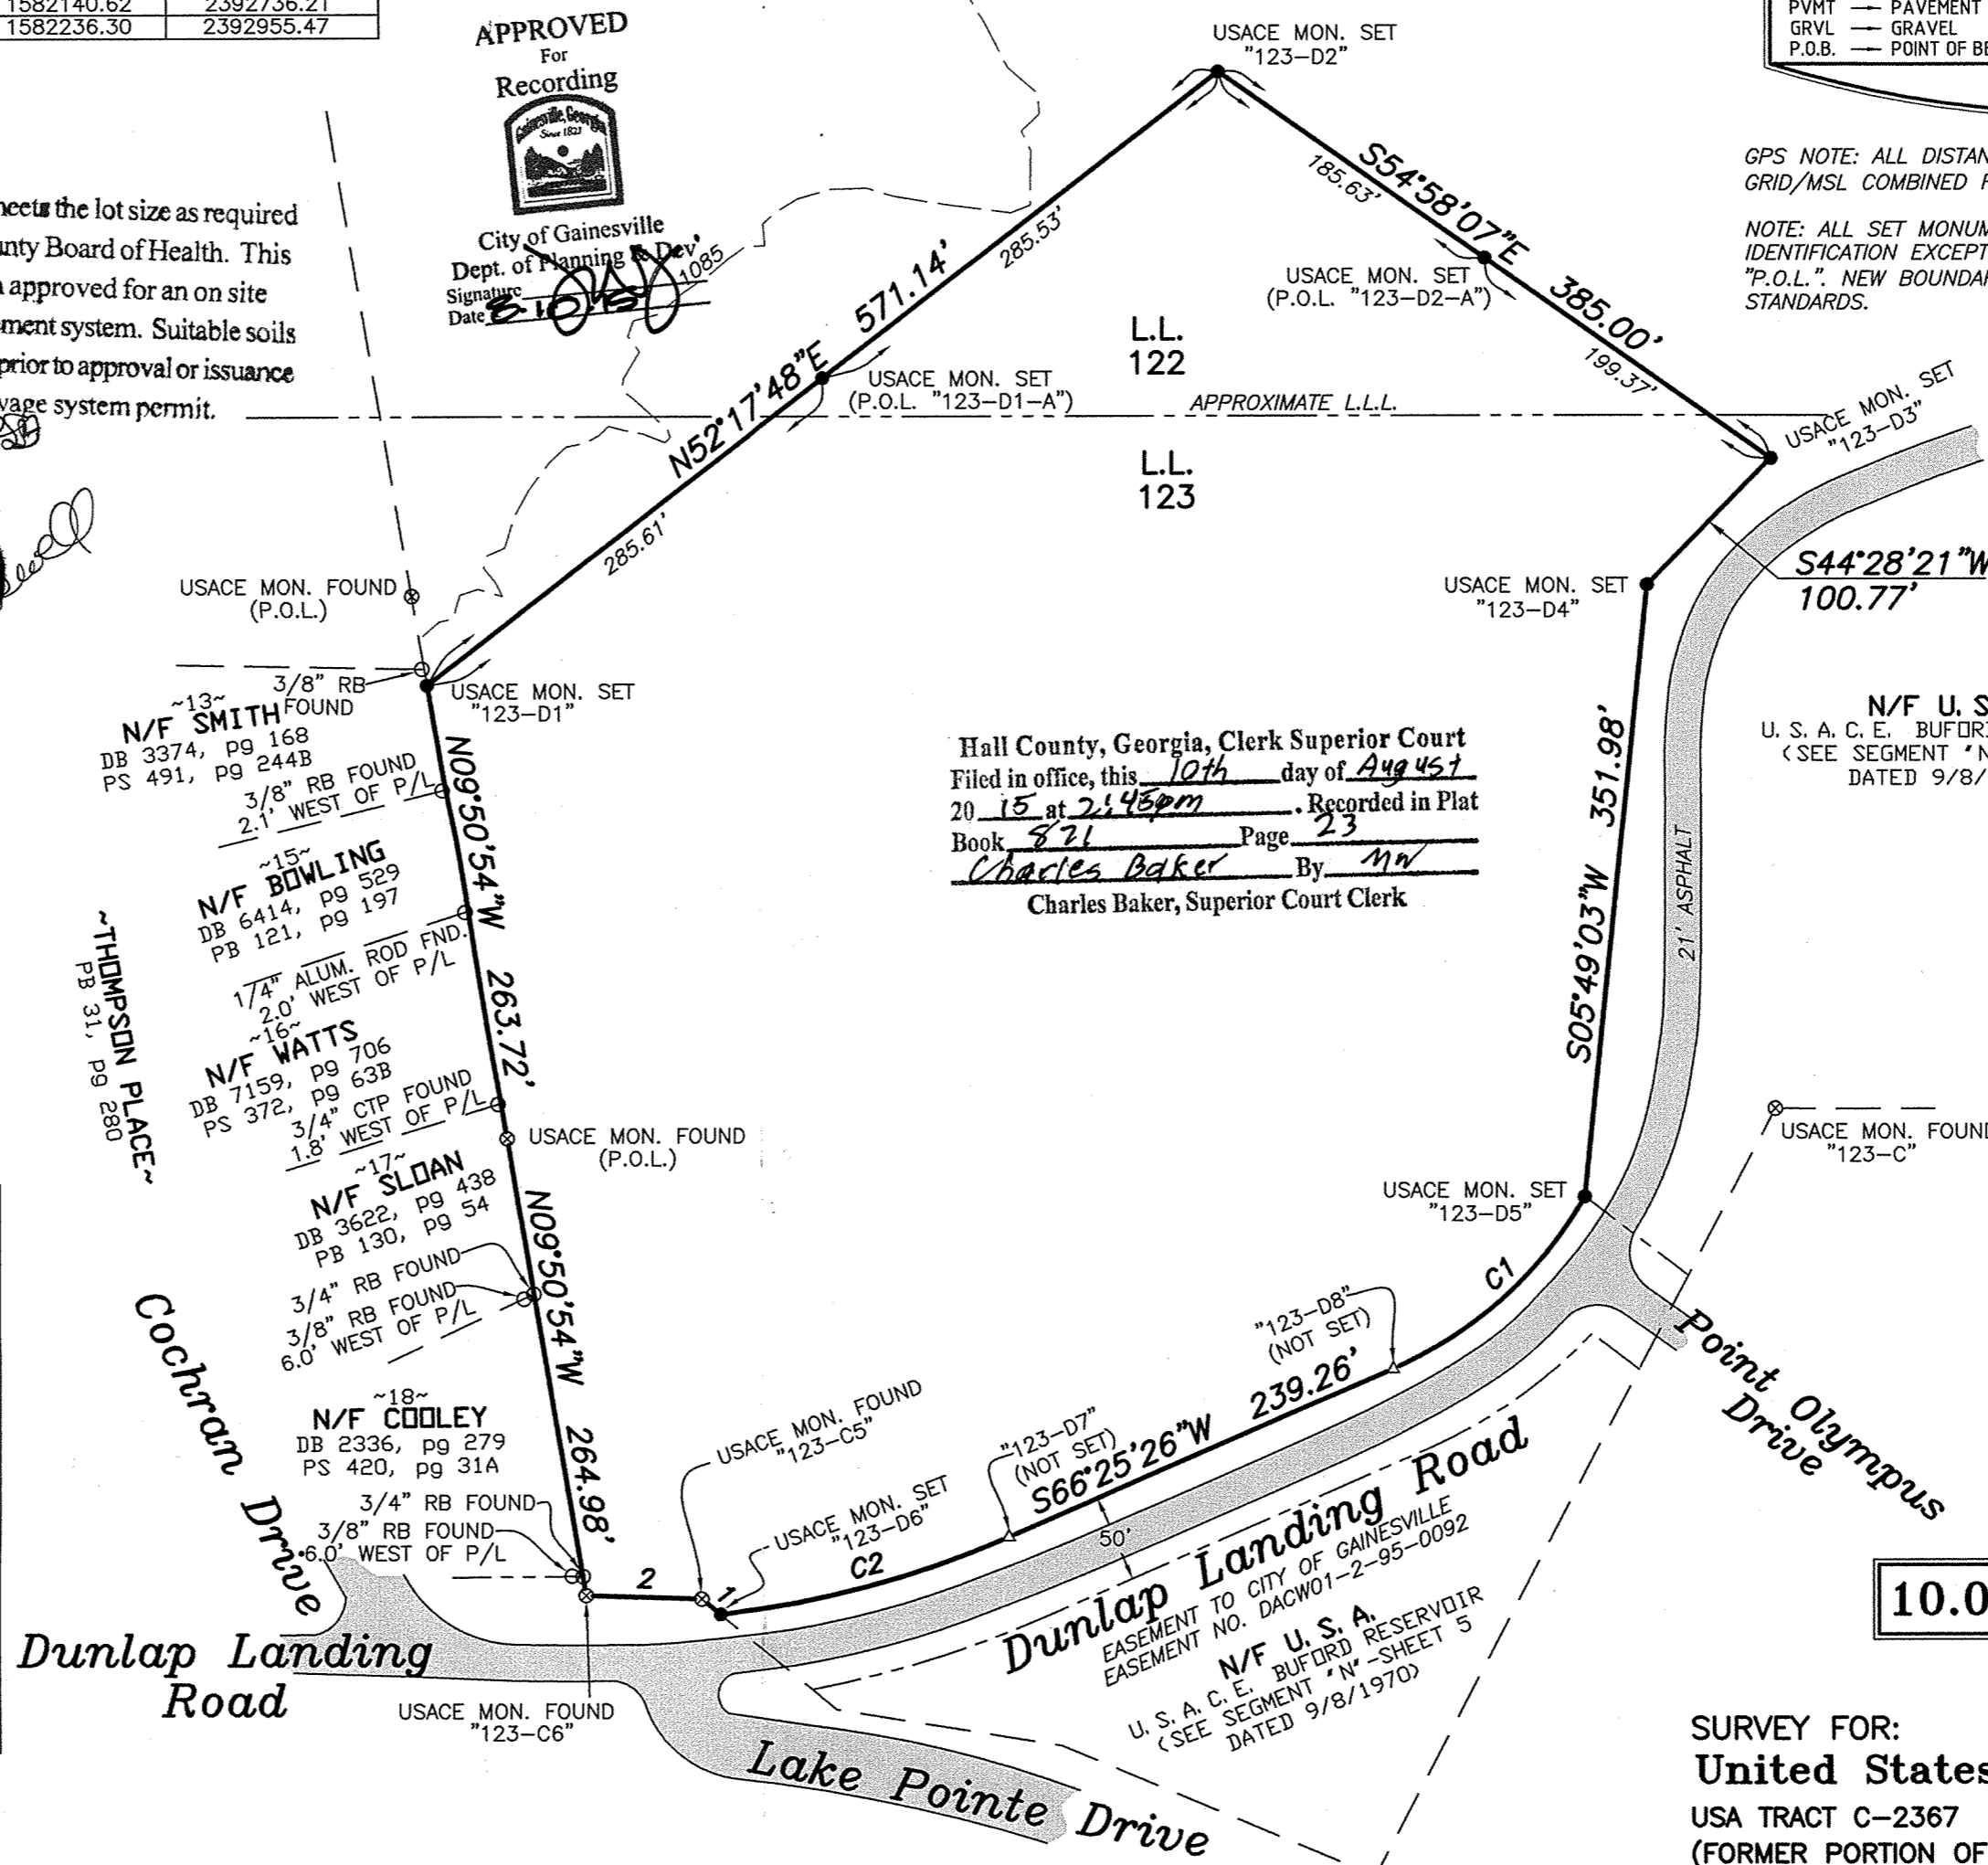 1582140.62 2392736.21
1582236.30 2392955.47
APPROVED
For
Recording
Gainesville, Georgia
Since 1821
City of Gainesville
Dept. of Planning & Dev
Signature
Date 8-10-15
1085
PVMT — PAVEMENT
GRVL — GRAVEL
P.O.B. — POINT OF BE
GPS NOTE: ALL DISTAN
GRID/MSL COMBINED F
NOTE: ALL SET MONUM
IDENTIFICATION EXCEPT
"P.O.L.". NEW BOUNDAR
STANDARDS.
neets the lot size as required
unty Board of Health. This
approved for an on site
ment system. Suitable soils
prior to approval or issuance
vage system permit.
USACE MON. SET
"123-D2"
S54°58'07"E 385.00'
185.63'
199.37'
USACE MON. SET
(P.O.L. "123-D2-A")
N52°17'48"E 571.14'
285.53'
285.61'
USACE MON. SET
(P.O.L. "123-D1-A")
L.L.
122
APPROXIMATE L.L.L.
L.L.
123
USACE MON. SET
"123-D3"
S44°28'21"W
100.77'
USACE MON. SET
"123-D4"
USACE MON. FOUND
(P.O.L.)
3/8" RB
FOUND
USACE MON. SET
"123-D1"
~13~
N/F SMITH
DB 3374, pg 168
PS 491, pg 244B
3/8" RB FOUND
2.1' WEST OF P/L
~15~
N/F BOWLING
DB 6414, pg 529
PB 121, pg 197
1/4" ALUM. ROD FND.
2.0' WEST OF P/L
~16~
N/F WATTS
DB 7159, pg 706
PS 372, pg 63B
3/4" CTP FOUND
1.8' WEST OF P/L
~17~
N/F SLOAN
DB 3622, pg 438
PB 130, pg 54
3/4" RB FOUND
3/8" RB FOUND
6.0' WEST OF P/L
~18~
N/F COOLEY
DB 2336, pg 279
PS 420, pg 31A
3/4" RB FOUND
3/8" RB FOUND
6.0' WEST OF P/L
~THOMPSON PLACE~
PB 31, pg 280
N09°50'54"W 263.72'
USACE MON. FOUND
(P.O.L.)
N09°50'54"W 264.98'
Hall County, Georgia, Clerk Superior Court
Filed in office, this 10th day of August
20 15 at 2:45pm . Recorded in Plat
Book 871 Page 23
Charles Baker By MW
Charles Baker, Superior Court Clerk
S05°49'03"W 351.98'
21' ASPHALT
N/F U. S
U. S. A. C. E. BUFOR
(SEE SEGMENT "N
DATED 9/8/
USACE MON. FOUND
"123-C"
USACE MON. SET
"123-D5"
C1
"123-D8"
(NOT SET)
S66°25'26"W 239.26'
"123-D7"
(NOT SET)
USACE MON. FOUND
"123-C5"
USACE MON. SET
"123-D6"
C2
1
2
50'
USACE MON. FOUND
"123-C6"
Cochran Drive
Dunlap Landing
Road
Dunlap Landing Road
EASEMENT TO CITY OF GAINESVILLE
EASEMENT NO. DACW01-2-95-0092
N/F U. S. A.
U. S. A. C. E. BUFORD RESERVOIR
(SEE SEGMENT "N"-SHEET 5
DATED 9/8/1970)
Point Olympus
Drive
Lake Pointe Drive
10.0
SURVEY FOR:
United States
USA TRACT C-2367
(FORMER PORTION OF